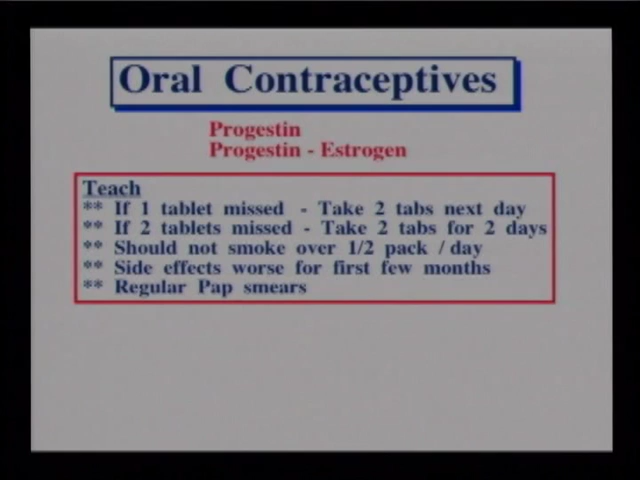 Oral Contraceptives
Progestin
Progestin - Estrogen
Teach
** If 1 tablet missed - Take 2 tabs next day
** If 2 tablets missed - Take 2 tabs for 2 days
** Should not smoke over 1/2 pack / day
** Side effects worse for first few months
** Regular Pap smears